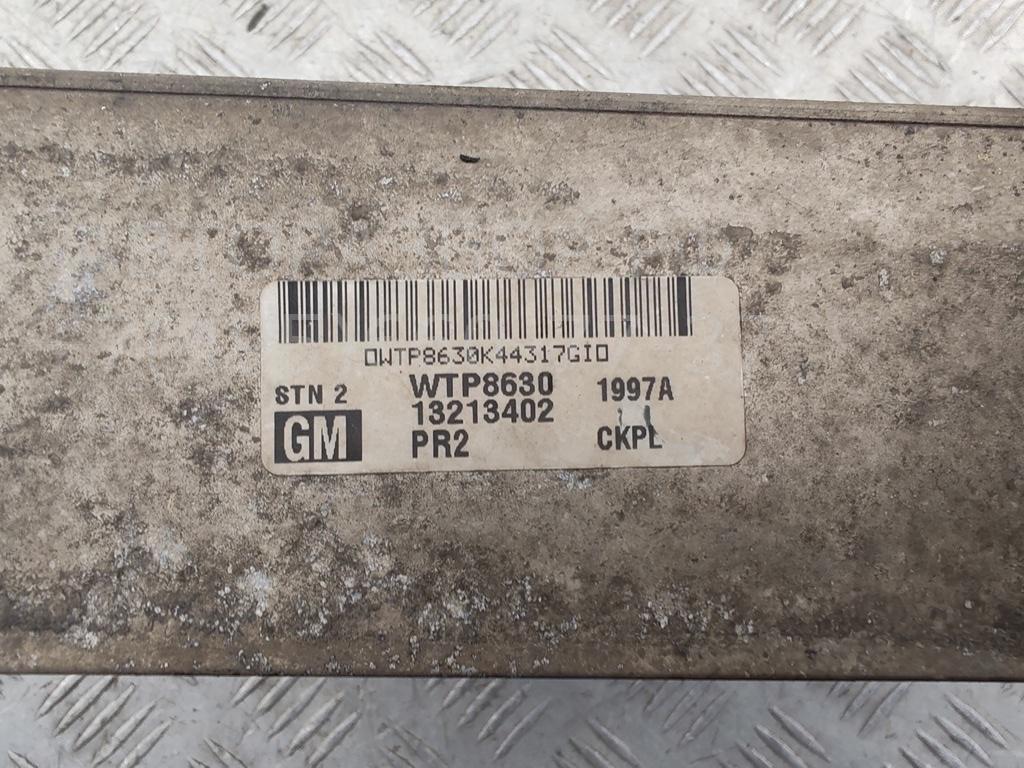 0WTP8630K44317GI0
STN 2 WTP8630 1997A
13213402
GM PR2 CKPL